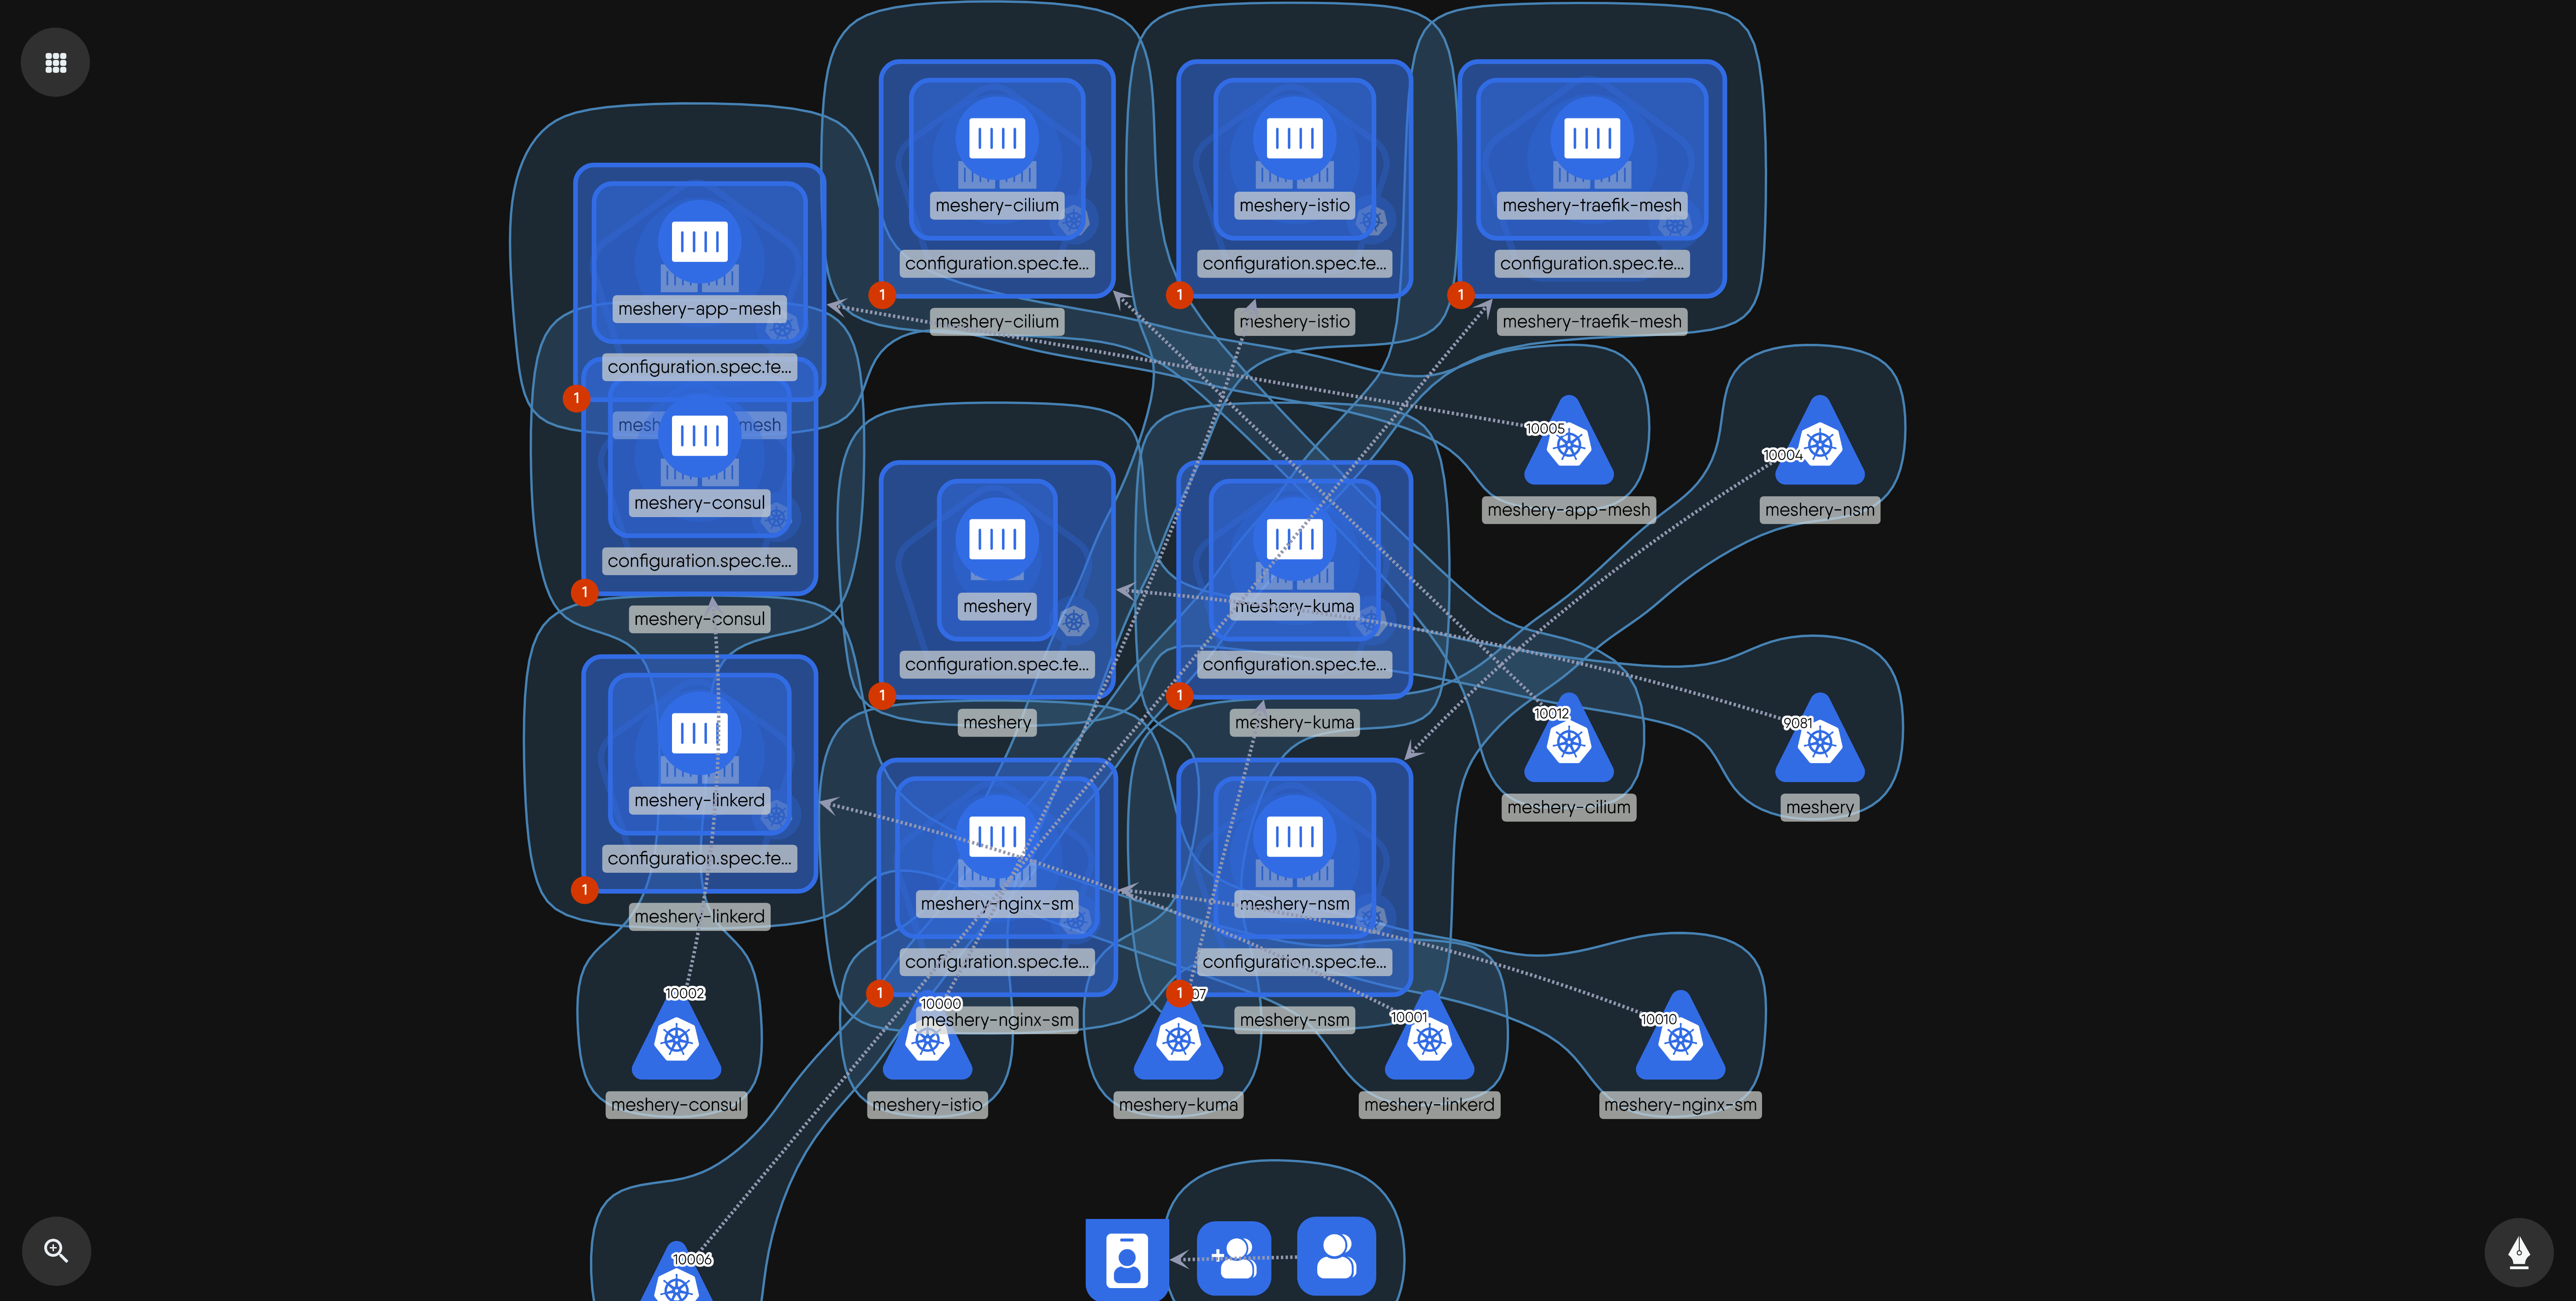 meshery-cilium
configuration.spec.te...
1
meshery-cilium
meshery-istio
configuration.spec.te...
1
meshery-istio
meshery-traefik-mesh
configuration.spec.te...
1
meshery-traefik-mesh
meshery-app-mesh
configuration.spec.te...
1
mesh mesh
meshery-consul
configuration.spec.te...
1
meshery-consul
10005
meshery-app-mesh
10004
meshery-nsm
meshery
configuration.spec.te...
1
meshery
meshery-kuma
configuration.spec.te...
1
meshery-kuma
meshery-linkerd
configuration.spec.te...
1
meshery-linkerd
10012
meshery-cilium
9081
meshery
meshery-nginx-sm
configuration.spec.te...
1
meshery-nginx-sm
meshery-nsm
configuration.spec.te...
1
meshery-nsm
10002
meshery-consul
10000
meshery-istio
07
meshery-kuma
10001
meshery-linkerd
10010
meshery-nginx-sm
10006